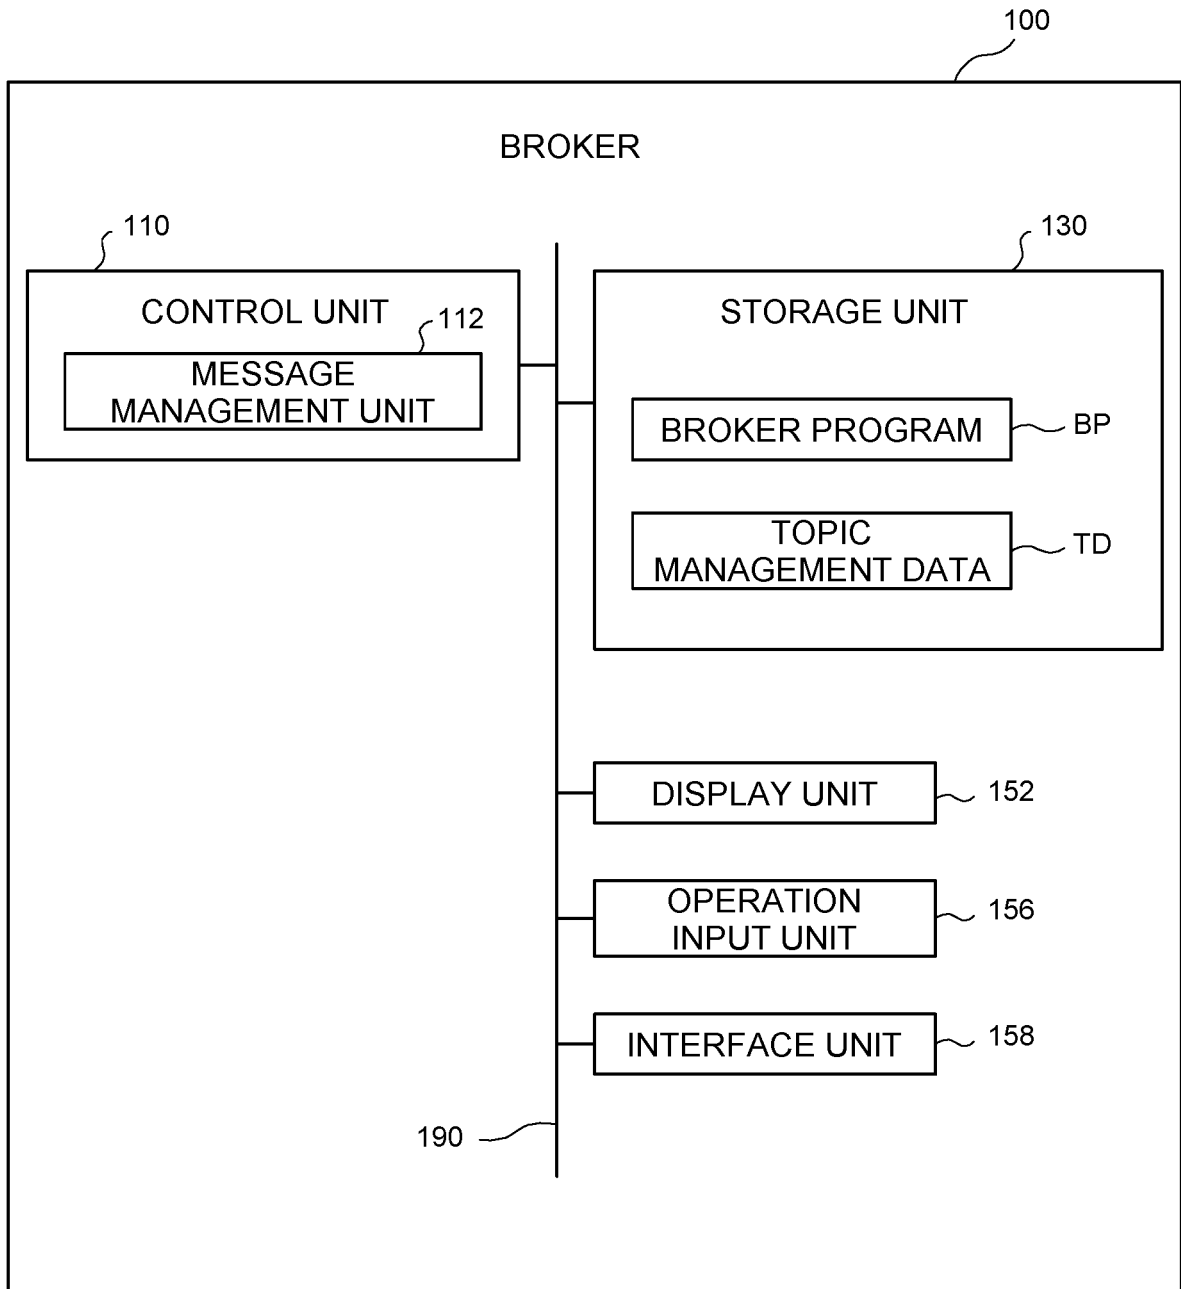 100
BROKER
110
130
CONTROL UNIT
112
MESSAGE
MANAGEMENT UNIT
STORAGE UNIT
BROKER PROGRAM
BP
TOPIC
MANAGEMENT DATA
TD
DISPLAY UNIT
152
OPERATION
INPUT UNIT
156
INTERFACE UNIT
158
190